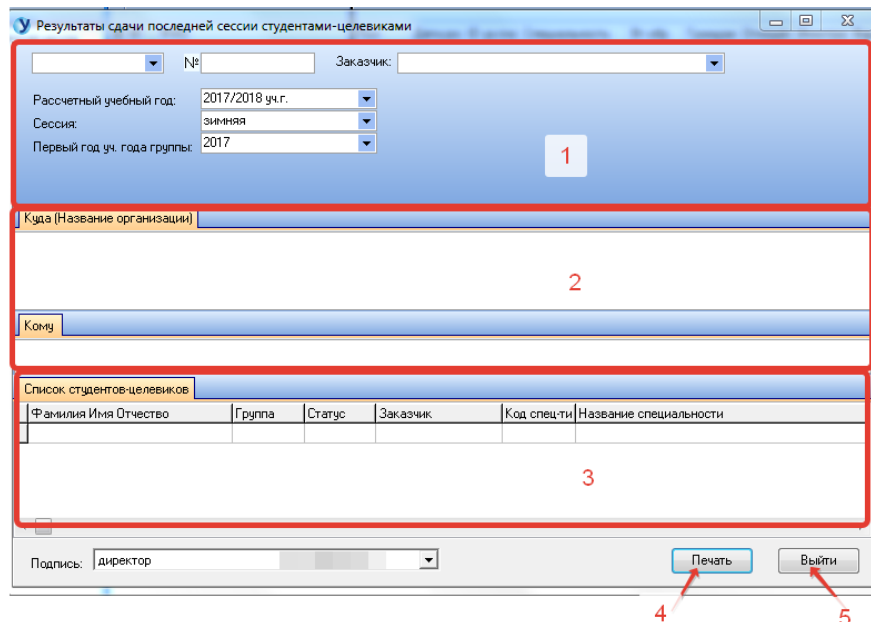 Результаты сдачи последней сессии студентами-целевиками
№ Заказчик:
Рассчетный учебный год: 2017/2018 уч.г.
Сессия: зимняя
Первый год уч. года группы: 2017
1
Куда (Название организации)
2
Кому
Список студентов-целевиков
Фамилия Имя Отчество Группа Статус Заказчик Код спец-ти Название специальности
3
Подпись: директор Печать Выйти
4 5